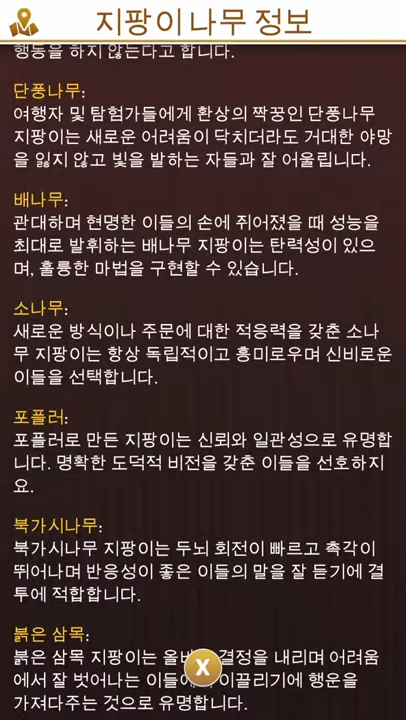 지팡이나무 정보
행동을 하지 않는다고 합니다.
단풍나무:
여행자 및 탐험가들에게 환상의 짝꿍인 단풍나무
지팡이는 새로운 어려움이 닥치더라도 거대한 야망
을 잃지 않고 빛을 발하는 자들과 잘 어울립니다.
배나무:
관대하며 현명한 이들의 손에 쥐어졌을 때 성능을
최대로 발휘하는 배나무 지팡이는 탄력성이 있으
며, 훌륭한 마법을 구현할 수 있습니다.
소나무:
새로운 방식이나 주문에 대한 적응력을 갖춘 소나
무 지팡이는 항상 독립적이고 흥미로우며 신비로운
이들을 선택합니다.
포플러:
포플러로 만든 지팡이는 신뢰와 일관성으로 유명합
니다. 명확한 도덕적 비전을 갖춘 이들을 선호하지
요.
북가시나무:
북가시나무 지팡이는 두뇌 회전이 빠르고 촉각이
뛰어나며 반응성이 좋은 이들의 말을 잘 듣기에 결
투에 적합합니다.
붉은 삼목:
붉은 삼목 지팡이는 결정을 내리며 어려움
에서 잘 벗어나는 이끌리기에 행운을
가져다주는 것으로 유명합니다.
X